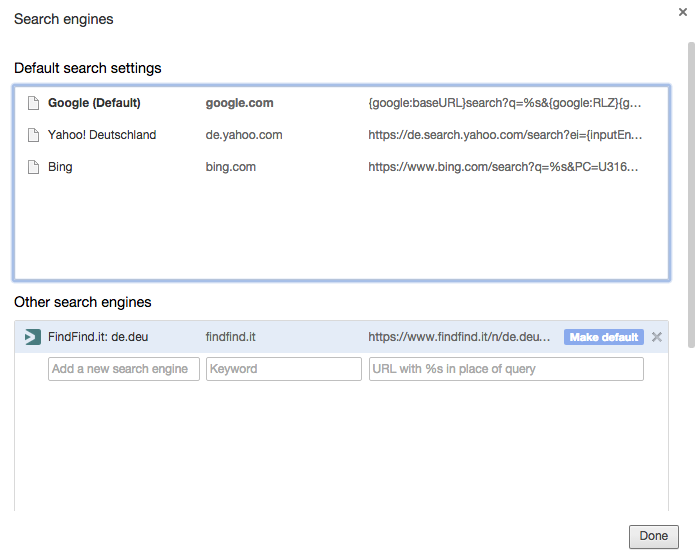 Search engines
Default search settings
Google (Default) google.com {google:baseURL}search?q=%s&{google:RLZ}{g...
Yahoo! Deutschland de.yahoo.com https://de.search.yahoo.com/search?ei={inputEn...
Bing bing.com https://www.bing.com/search?q=%s&PC=U316...
Other search engines
FindFind.it: de.deu findfind.it https://www.findfind.it/n/de.deu... Make default
Add a new search engine Keyword URL with %s in place of query
Done